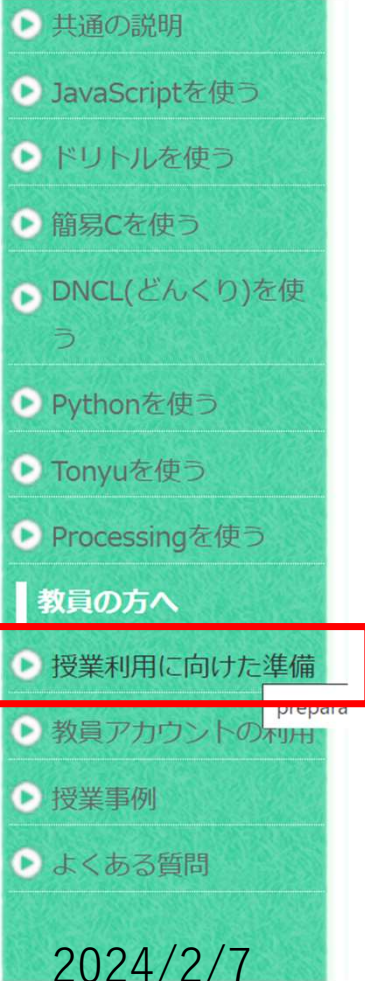 共通の説明
JavaScriptを使う
ドリトルを使う
簡易Cを使う
DNCL(どんくり)を使
う
Pythonを使う
Tonyuを使う
Processingを使う
教員の方へ
授業利用に向けた準備
prepara
教員アカウントの利用
授業事例
よくある質問
2024/2/7